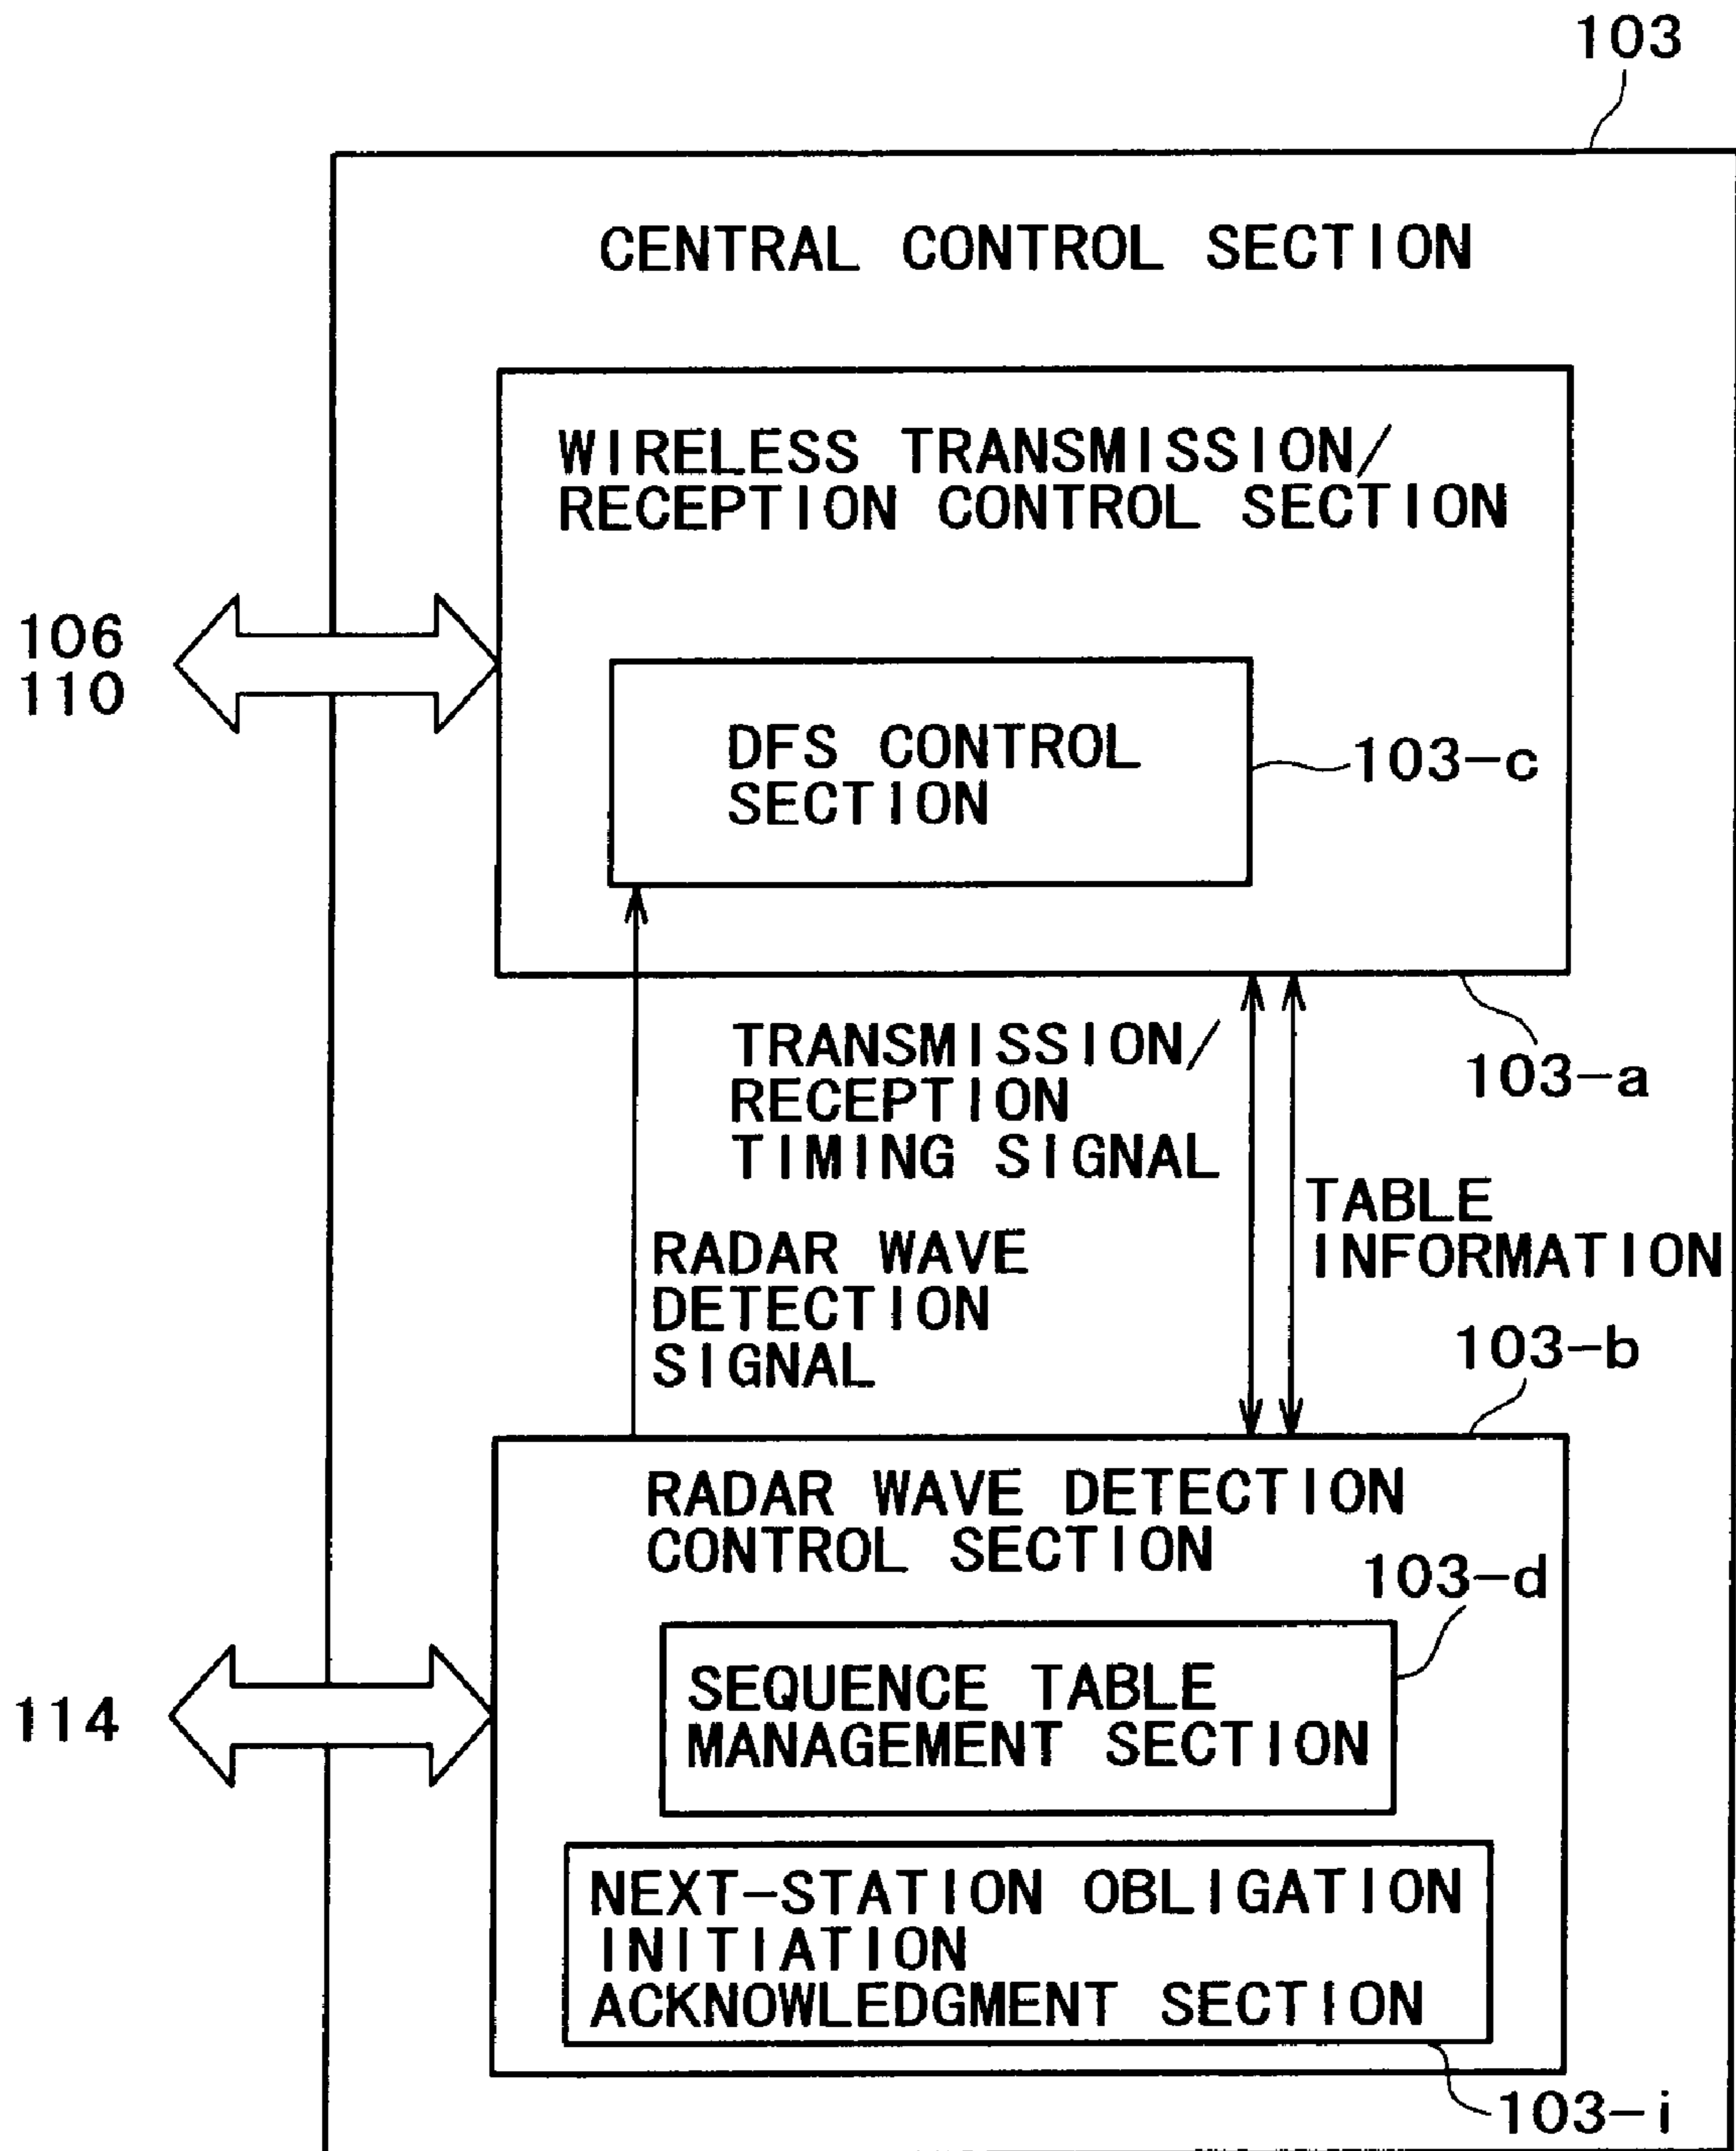 103
CENTRAL CONTROL SECTION
WIRELESS TRANSMISSION/
RECEPTION CONTROL SECTION
106
110
DFS CONTROL
SECTION
103-c
TRANSMISSION/
RECEPTION
TIMING SIGNAL
103-a
TABLE
INFORMATION
RADAR WAVE
DETECTION
SIGNAL
103-b
RADAR WAVE DETECTION
CONTROL SECTION
103-d
SEQUENCE TABLE
MANAGEMENT SECTION
114
NEXT-STATION OBLIGATION
INITIATION
ACKNOWLEDGMENT SECTION
103-i